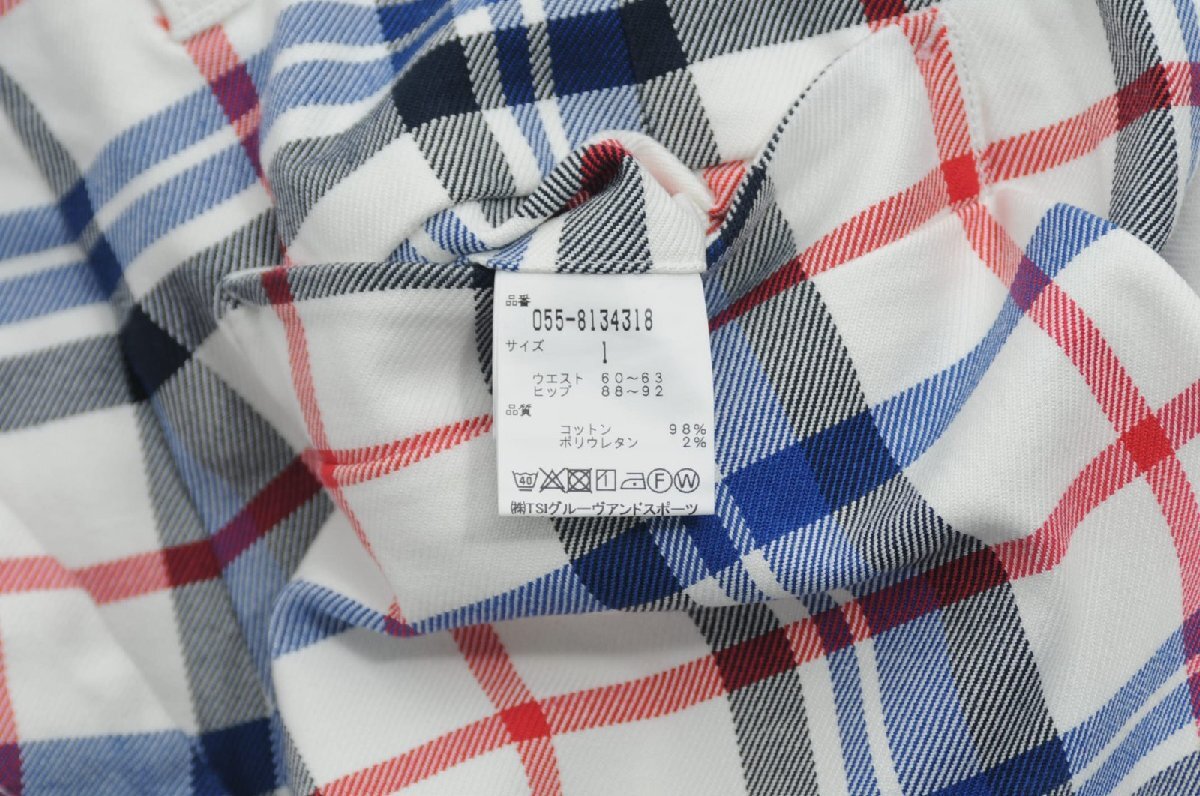 品番
055-8134318
サイズ 1
ウエスト 60～63
ヒップ 88～92
品質
コットン 98%
ポリウレタン 2%
40 1 F W
㈱TSIグルーヴアンドスポーツ